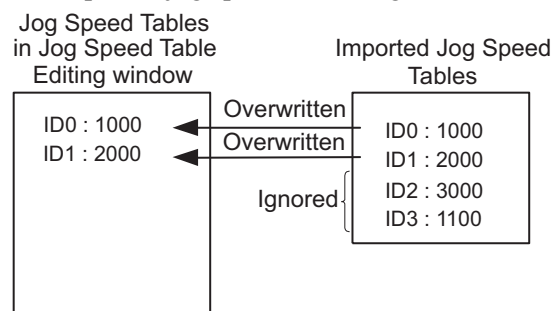 Jog Speed Tables
in Jog Speed Table
Editing window
Imported Jog Speed
Tables
ID0 : 1000
ID1 : 2000
Overwritten
Overwritten
Ignored
ID0 : 1000
ID1 : 2000
ID2 : 3000
ID3 : 1100